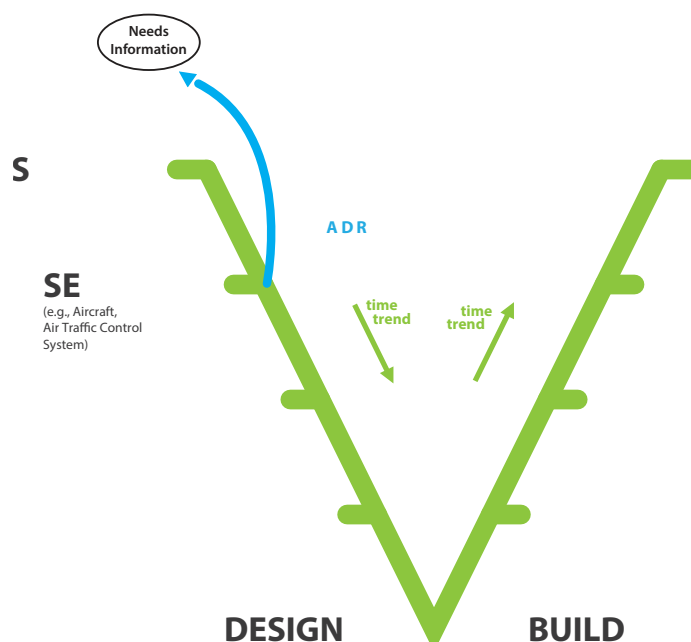 Needs
Information
S
ADR
SE
(e.g., Aircraft,
Air Traffic Control
System)
time
trend
time
trend
DESIGN
BUILD